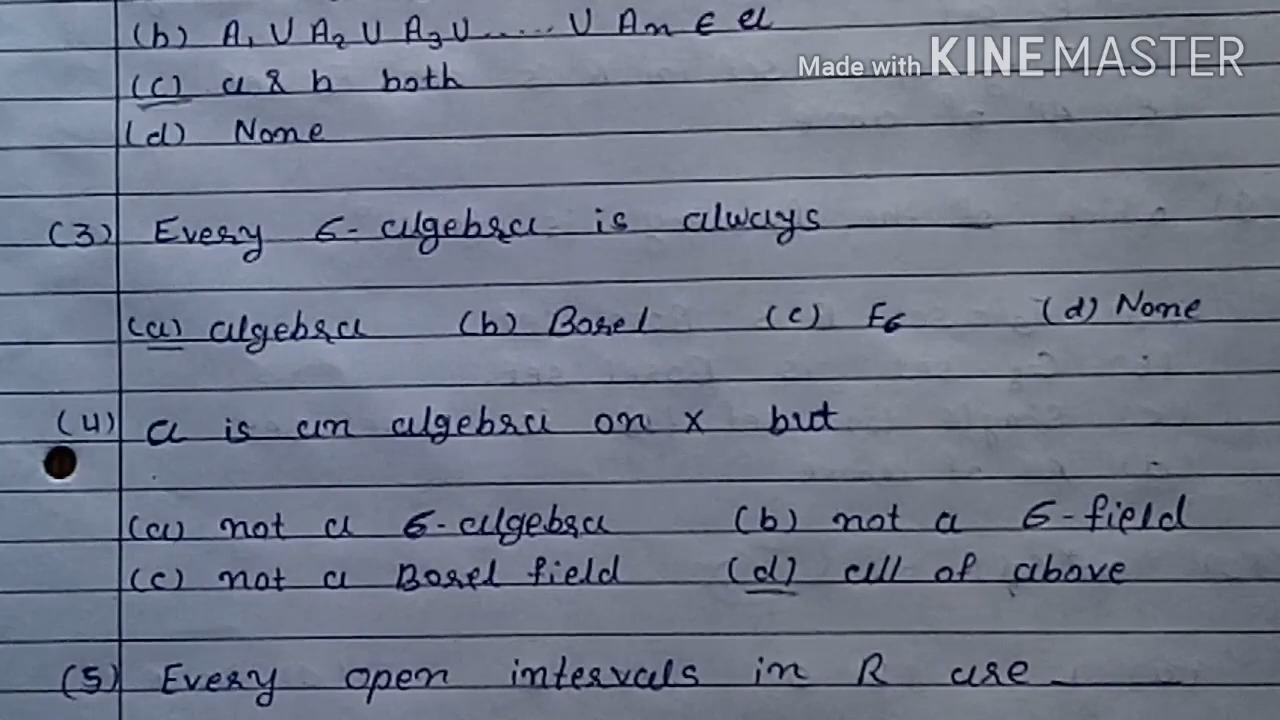 (b) A₁ ∪ A₂ ∪ A₃ ∪ ..... ∪ Aₙ ∈ a
Made with KINEMASTER
(c) a & b both
(d) None
(3) Every σ-algebra is always ______
(a) algebra (b) Borel (c) Fσ (d) None
(4) a is an algebra on x but
(a) not a σ-algebra (b) not a σ-field
(c) not a Borel field (d) all of above
(5) Every open intervals in R are ______